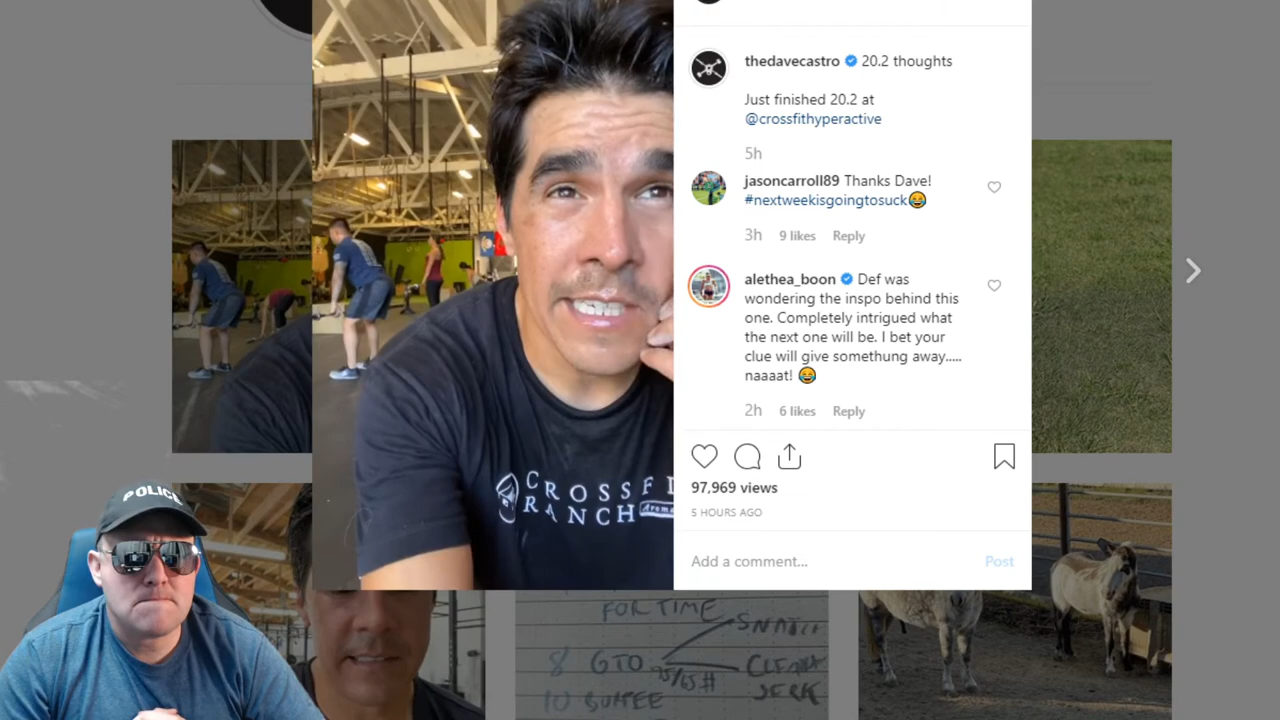 thedavecastro 20.2 thoughts
Just finished 20.2 at
@crossfithyperactive
5h
jasoncarroll89 Thanks Dave!
#nextweekisgoingtosuck😂
3h 9 likes Reply
alethea_boon Def was
wondering the inspo behind this
one. Completely intrigued what
the next one will be. I bet your
clue will give somethung away.....
naaaat! 😂
2h 6 likes Reply
97,969 views
5 HOURS AGO
Add a comment... Post
CROSSFI
RANCH
POLICE
FOR TIME
SNATCH
8 GTO
CLEAN
95/65#
JERK
10 BURPEE